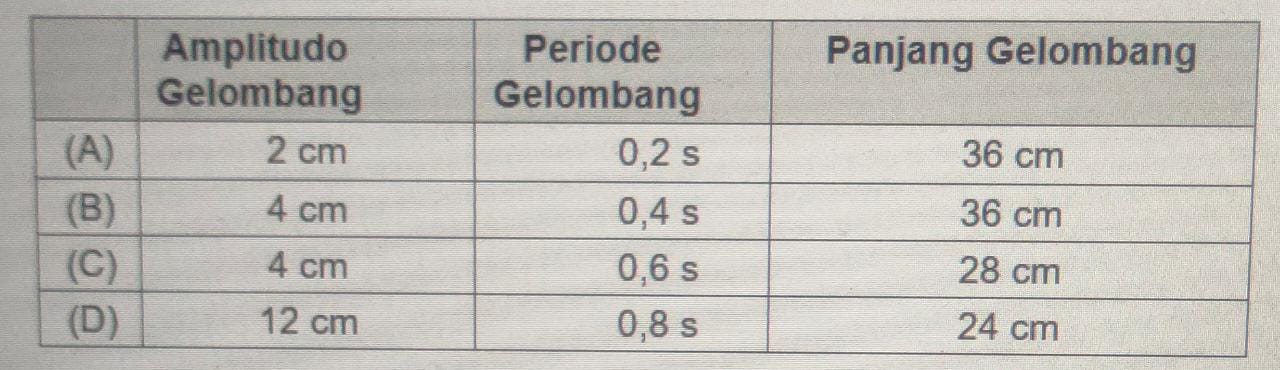 Amplitudo Gelombang Periode Gelombang Panjang Gelombang
(A) 2 cm 0,2 s 36 cm
(B) 4 cm 0,4 s 36 cm
(C) 4 cm 0,6 s 28 cm
(D) 12 cm 0,8 s 24 cm